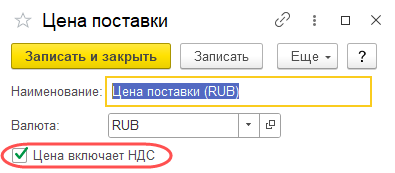 Цена поставки
Записать и закрыть Записать Еще ?
Наименование: Цена поставки (RUB)
Валюта: RUB
Цена включает НДС